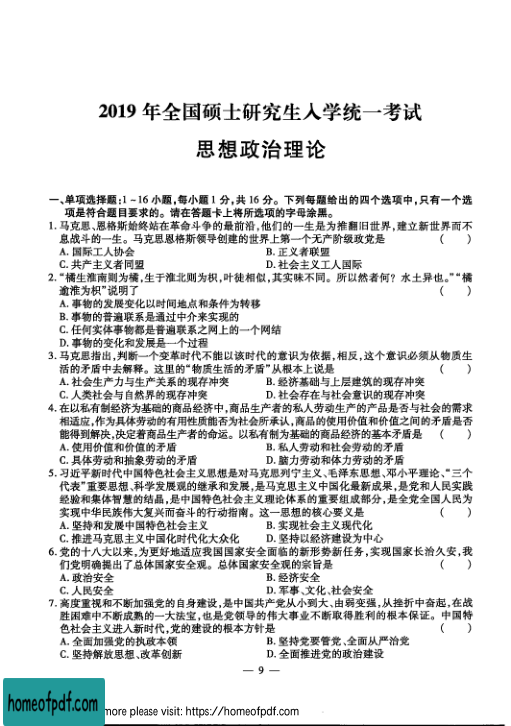 2019 年全国硕士研究生入学统一考试
思想政治理论
一、单项选择题:1～16 小题,每小题 1 分,共 16 分。下列每题给出的四个选项中,只有一个选
项是符合题目要求的。请在答题卡上将所选项的字母涂黑。
1. 马克思、恩格斯始终站在革命斗争的最前沿,他们的一生是为推翻旧世界,建立新世界而不
息战斗的一生。马克思恩格斯领导创建的世界上第一个无产阶级政党是 ( )
A. 国际工人协会 B. 正义者联盟
C. 共产主义者同盟 D. 社会主义工人国际
2. “橘生淮南则为橘,生于淮北则为枳,叶徒相似,其实味不同。所以然者何？水土异也。”“橘
逾淮为枳”说明了 ( )
A. 事物的发展变化以时间地点和条件为转移
B. 事物的普遍联系是通过中介来实现的
C. 任何实体事物都是普遍联系之网上的一个网结
D. 事物的变化和发展是一个过程
3. 马克思指出,判断一个变革时代不能以该时代的意识为依据,相反,这个意识必须从物质生
活的矛盾中去解释。这里的“物质生活的矛盾”从根本上说是 ( )
A. 社会生产力与生产关系的现存冲突 B. 经济基础与上层建筑的现存冲突
C. 人类社会与自然界的现存冲突 D. 社会存在与社会意识的现存冲突
4. 在以私有制经济为基础的商品经济中,商品生产者的私人劳动生产的产品是否与社会的需求
相适应,作为具体劳动的有用性质能否为社会所承认,商品的使用价值和价值之间的矛盾是否
能得到解决,决定着商品生产者的命运。以私有制为基础的商品经济的基本矛盾是 ( )
A. 使用价值和价值的矛盾 B. 私人劳动和社会劳动的矛盾
C. 具体劳动和抽象劳动的矛盾 D. 脑力劳动和体力劳动的矛盾
5. 习近平新时代中国特色社会主义思想是对马克思列宁主义、毛泽东思想、邓小平理论、“三个
代表”重要思想、科学发展观的继承和发展,是马克思主义中国化最新成果,是党和人民实践
经验和集体智慧的结晶,是中国特色社会主义理论体系的重要组成部分,是全党全国人民为
实现中华民族伟大复兴而奋斗的行动指南。这一思想的核心要义是 ( )
A. 坚持和发展中国特色社会主义 B. 实现社会主义现代化
C. 推进马克思主义中国化时代化大众化 D. 坚持以经济建设为中心
6. 党的十八大以来,为更好地适应我国国家安全面临的新形势新任务,实现国家长治久安,我
们党明确提出了总体国家安全观。总体国家安全观的宗旨是 ( )
A. 政治安全 B. 经济安全
C. 人民安全 D. 军事、文化、社会安全
7. 高度重视和不断加强党的自身建设,是中国共产党从小到大、由弱变强,从挫折中奋起,在战
胜困难中不断成熟的一大法宝,也是党领导的伟大事业不断取得胜利的根本保证。中国特
色社会主义进入新时代,党的建设的根本方针是 ( )
A. 全面加强党的执政本领 B. 坚持党要管党、全面从严治党
C. 坚持解放思想、改革创新 D. 全面推进党的政治建设
— 9 —
homeofpdf.com
more please visit: https://homeofpdf.com